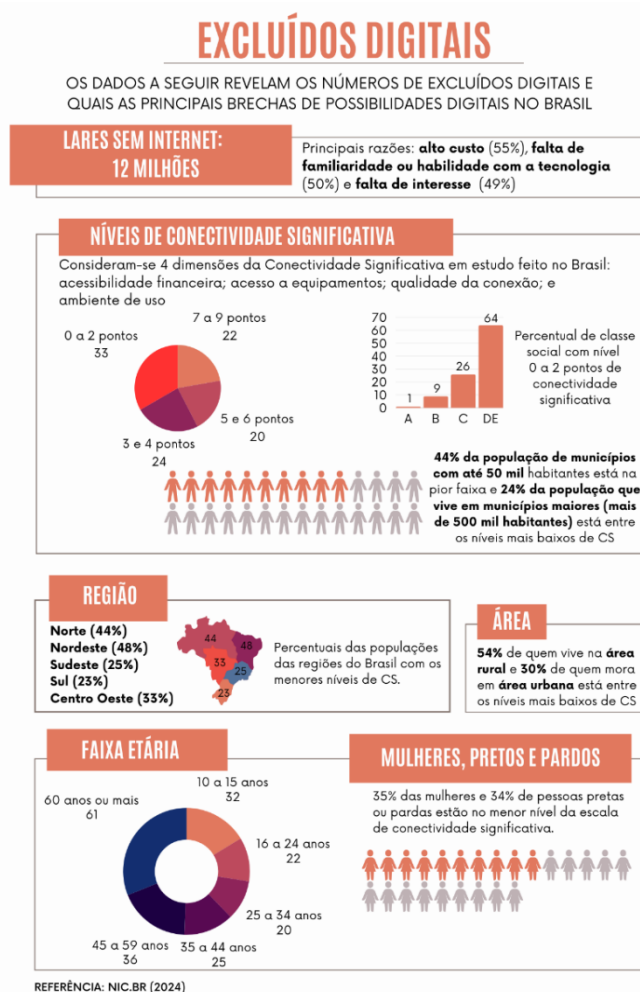 EXCLUÍDOS DIGITAIS
OS DADOS A SEGUIR REVELAM OS NÚMEROS DE EXCLUÍDOS DIGITAIS E
QUAIS AS PRINCIPAIS BRECHAS DE POSSIBILIDADES DIGITAIS NO BRASIL
LARES SEM INTERNET:
12 MILHÕES
Principais razões: alto custo (55%), falta de
familiaridade ou habilidade com a tecnologia
(50%) e falta de interesse (49%)
NÍVEIS DE CONECTIVIDADE SIGNIFICATIVA
Consideram-se 4 dimensões da Conectividade Significativa em estudo feito no Brasil:
acessibilidade financeira; acesso a equipamentos; qualidade da conexão; e
ambiente de uso
7 a 9 pontos
22
0 a 2 pontos
33
5 e 6 pontos
20
3 e 4 pontos
24
70
60
50
40
30
20
10
0
1
9
26
64
A B C DE
Percentual de classe
social com nível
0 a 2 pontos de
conectividade
significativa
44% da população de municípios
com até 50 mil habitantes está na
pior faixa e 24% da população que
vive em municípios maiores (mais
de 500 mil habitantes) está entre
os níveis mais baixos de CS
REGIÃO
Norte (44%)
Nordeste (48%)
Sudeste (25%)
Sul (23%)
Centro Oeste (33%)
44
48
33
25
23
Percentuais das populações
das regiões do Brasil com os
menores níveis de CS.
ÁREA
54% de quem vive na área
rural e 30% de quem mora
em área urbana está entre
os níveis mais baixos de CS
FAIXA ETÁRIA
10 a 15 anos
32
60 anos ou mais
61
16 a 24 anos
22
25 a 34 anos
20
45 a 59 anos
36
35 a 44 anos
25
MULHERES, PRETOS E PARDOS
35% das mulheres e 34% de pessoas pretas
ou pardas estão no menor nível da escala
de conectividade significativa.
REFERÊNCIA: NIC.BR (2024)